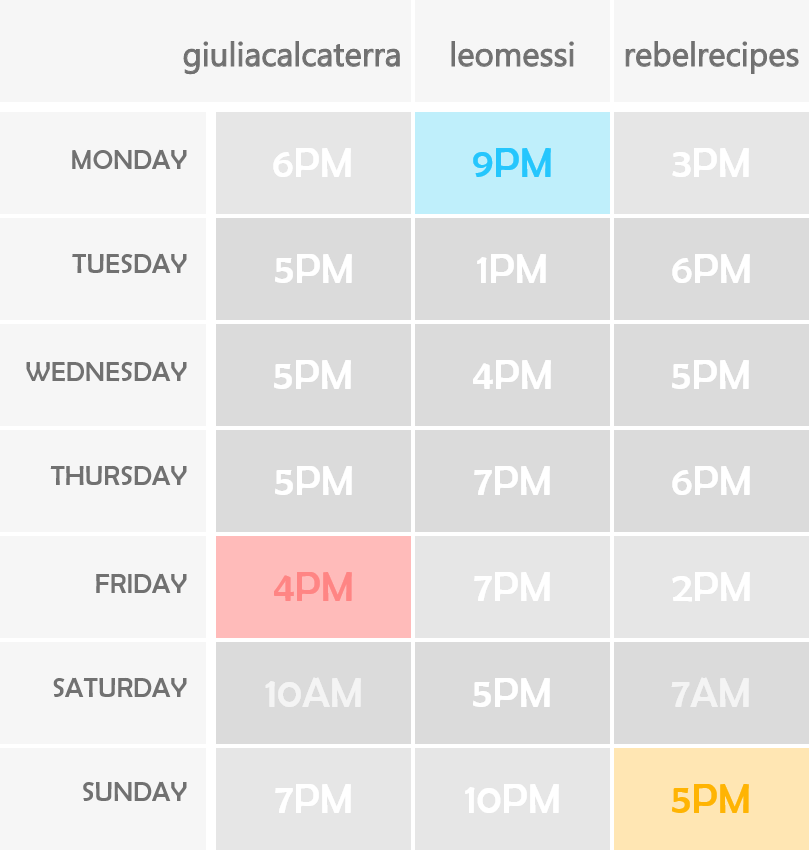 giuliacalcaterra leomessi rebelrecipes
MONDAY 6PM 9PM 3PM
TUESDAY 5PM 1PM 6PM
WEDNESDAY 5PM 4PM 5PM
THURSDAY 5PM 7PM 6PM
FRIDAY 4PM 7PM 2PM
SATURDAY 10AM 5PM 7AM
SUNDAY 7PM 10PM 5PM